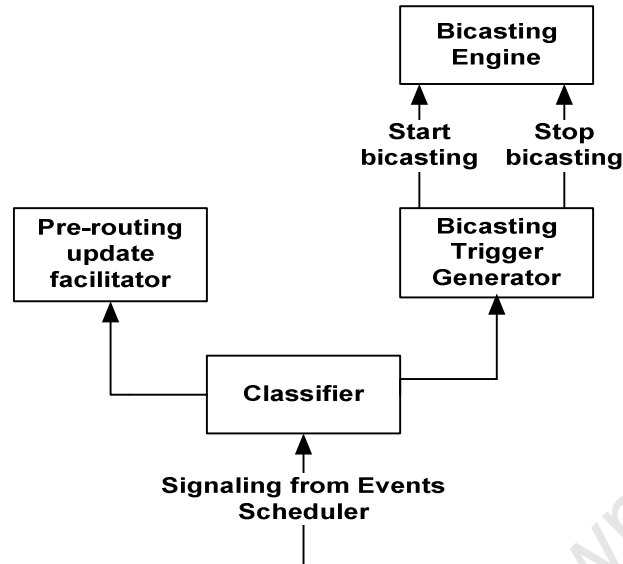 Bicasting
Engine
Start
bicasting
Stop
bicasting
Pre-routing
update
facilitator
Bicasting
Trigger
Generator
Classifier
Signaling from Events
Scheduler